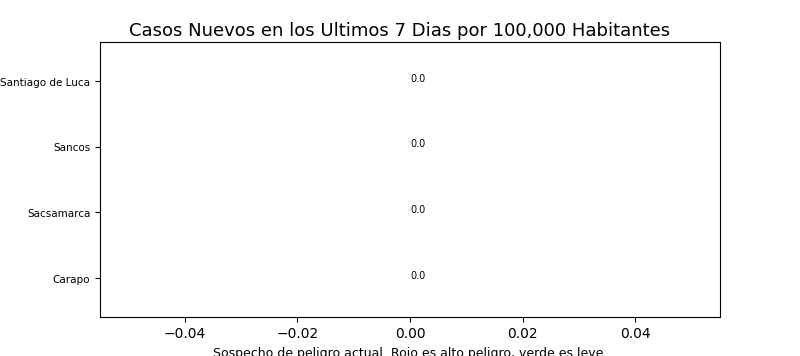 Casos Nuevos en los Ultimos 7 Dias por 100,000 Habitantes
Santiago de Luca
0.0
Sancos
0.0
Sacsamarca
0.0
Carapo
0.0
−0.04 −0.02 0.00 0.02 0.04
Sospecho de peligro actual. Rojo es alto peligro, verde es leve